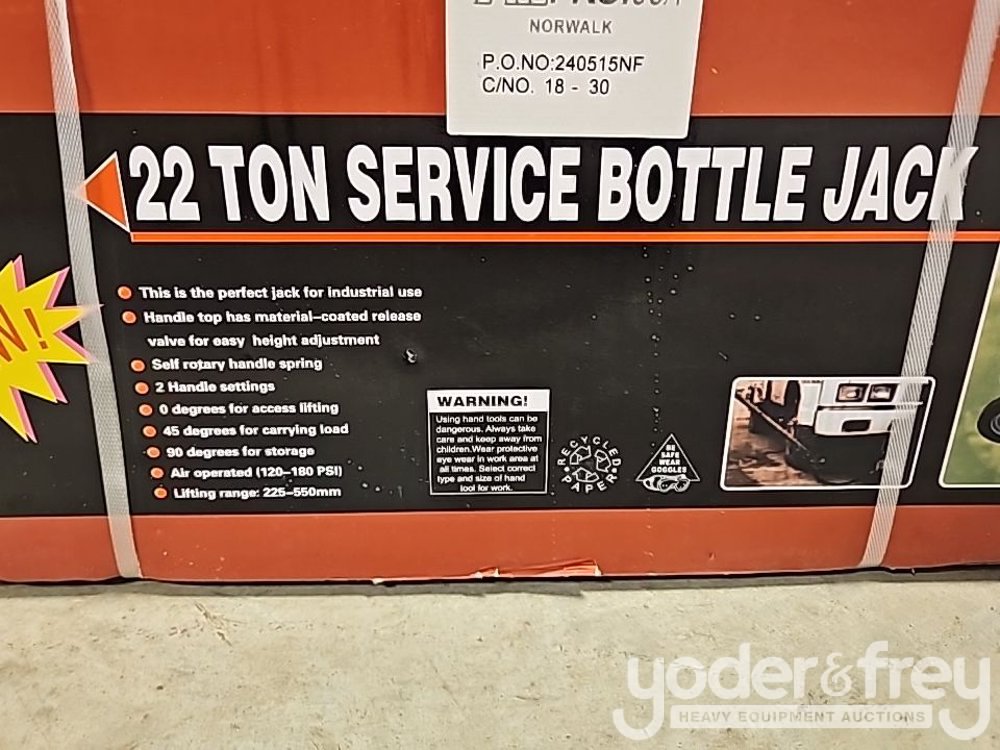 NORWALK
P.O.NO:240515NF
C/NO. 18 - 30
22 TON SERVICE BOTTLE JACK
This is the perfect jack for industrial use
Handle top has material-coated release
valve for easy height adjustment
Self rotary handle spring
2 Handle settings
0 degrees for access lifting
45 degrees for carrying load
90 degrees for storage
Air operated (120-180 PSI)
Lifting range: 225-550mm
WARNING!
Using hand tools can be
dangerous. Always take
care and keep away from
children.Wear protective
eye wear in work area at
all times. Select correct
type and size of hand
tool for work.
RECYCLED
PAPER
BE
SAFE
WEAR
GOGGLES
yoder&frey
HEAVY EQUIPMENT AUCTIONS